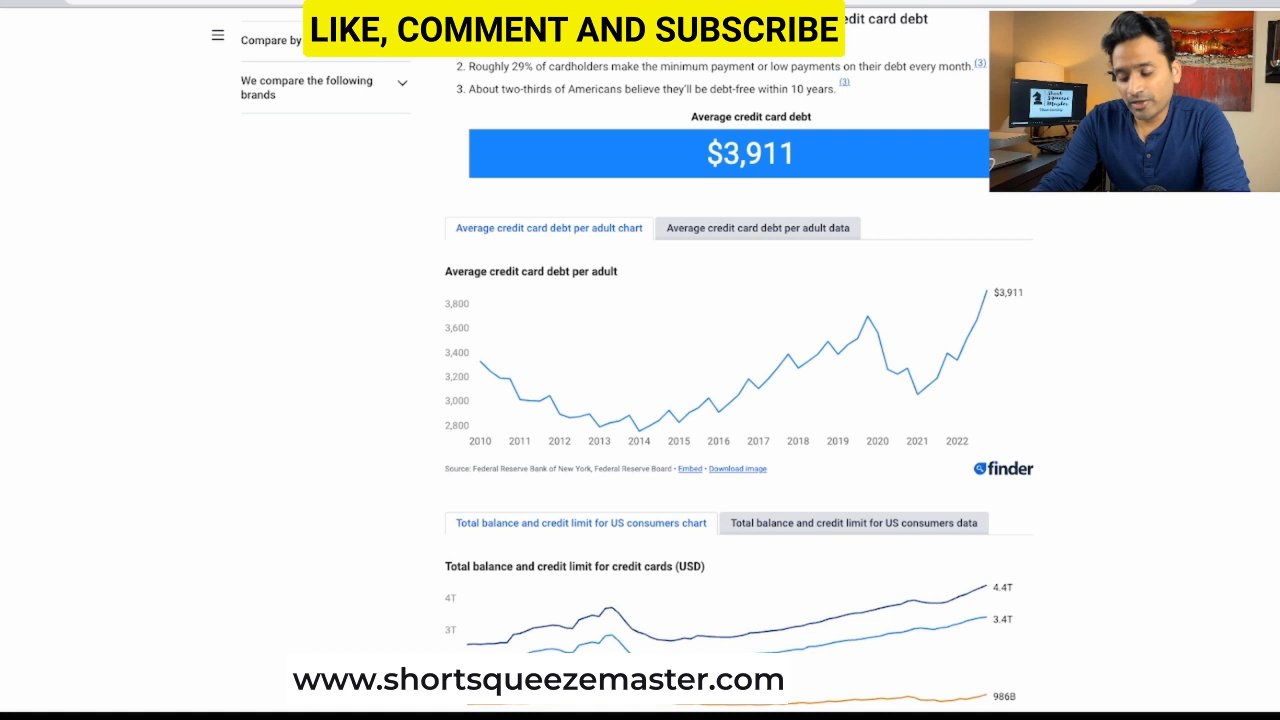 LIKE, COMMENT AND SUBSCRIBE
edit card debt
Compare by
2. Roughly 29% of cardholders make the minimum payment or low payments on their debt every month.(3)
We compare the following
brands
3. About two-thirds of Americans believe they'll be debt-free within 10 years. (3)
Average credit card debt
$3,911
Average credit card debt per adult chart
Average credit card debt per adult data
Average credit card debt per adult
3,800
3,600
3,400
3,200
3,000
2,800
$3,911
2010 2011 2012 2013 2014 2015 2016 2017 2018 2019 2020 2021 2022
Source: Federal Reserve Bank of New York, Federal Reserve Board • Embed • Download image
finder
Total balance and credit limit for US consumers chart
Total balance and credit limit for US consumers data
Total balance and credit limit for credit cards (USD)
4T
3T
4.4T
3.4T
986B
www.shortsqueezemaster.com